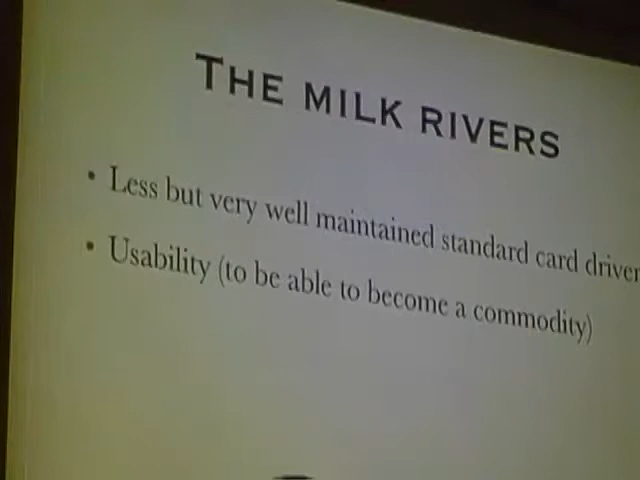 THE MILK RIVERS
• Less but very well maintained standard card driver
• Usability (to be able to become a commodity)